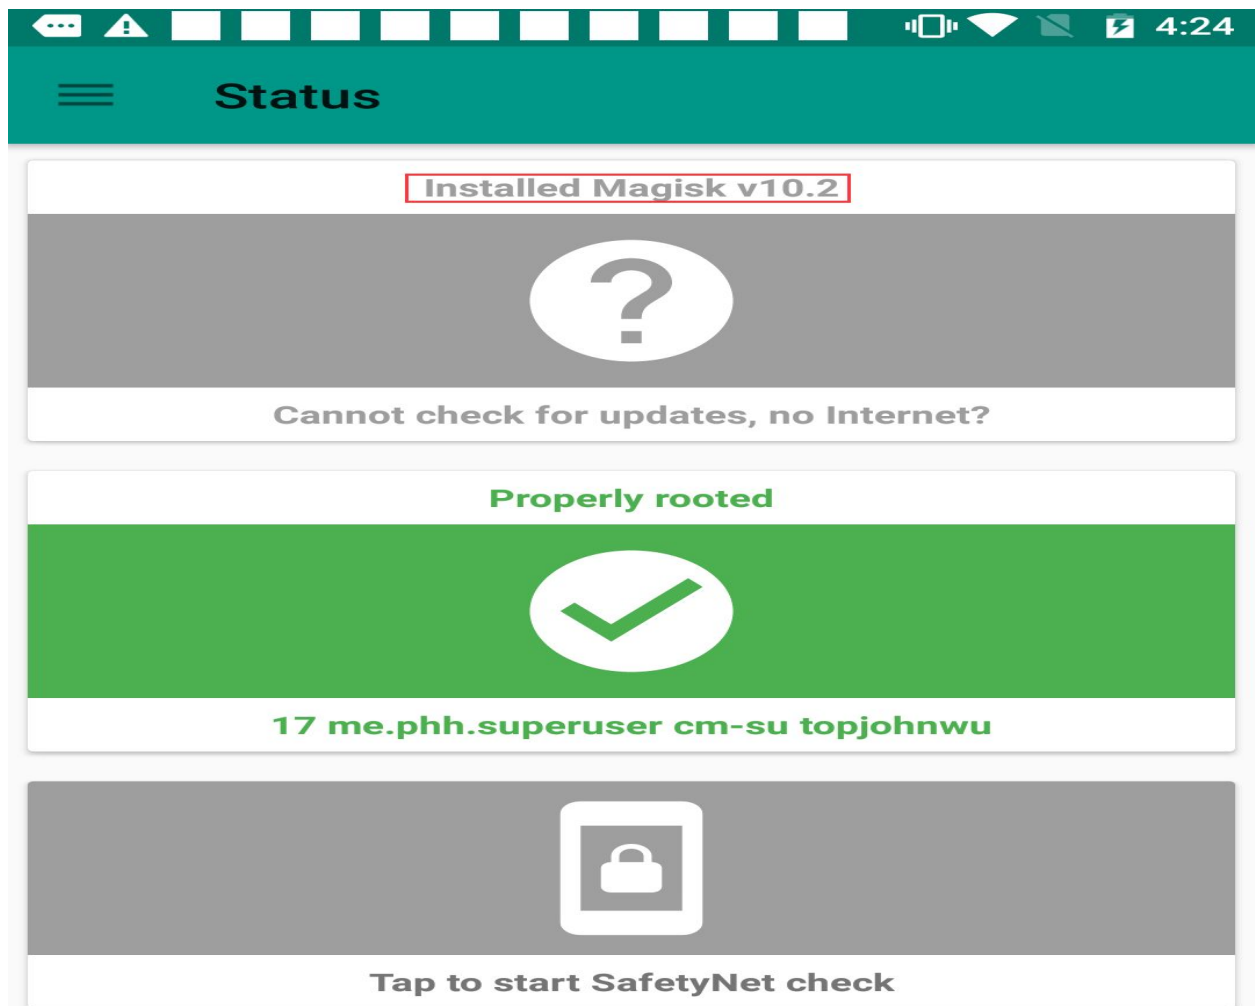 4:24
Status
Installed Magisk v10.2
?
Cannot check for updates, no Internet?
Properly rooted
17 me.phh.superuser cm-su topjohnwu
Tap to start SafetyNet check